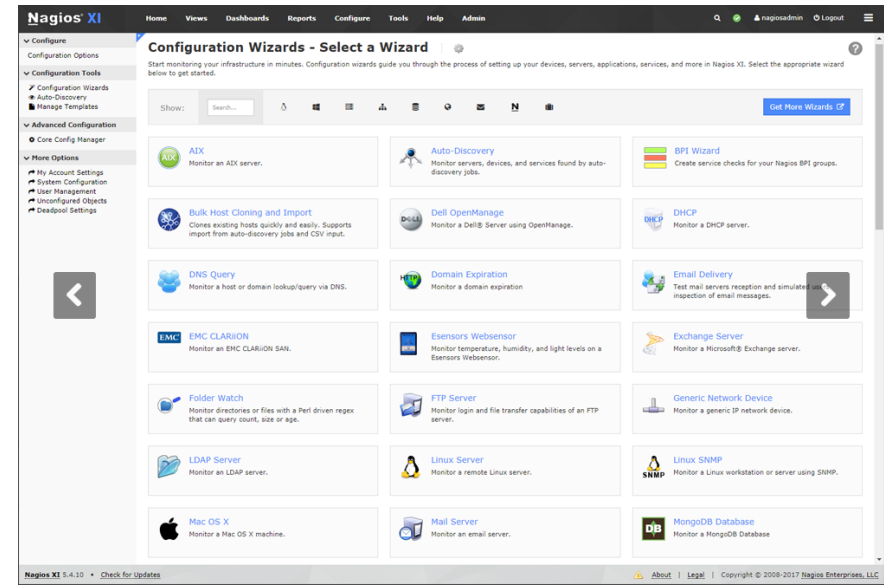 Nagios XI
Home Views Dashboards Reports Configure Tools Help Admin
nagiosadmin Logout
Configure
Configuration Options
Configuration Tools
Configuration Wizards
Auto-Discovery
Manage Templates
Advanced Configuration
Core Config Manager
More Options
My Account Settings
System Configuration
User Management
Unconfigured Objects
Deadpool Settings
Configuration Wizards - Select a Wizard
Start monitoring your infrastructure in minutes. Configuration wizards guide you through the process of setting up your devices, servers, applications, services, and more in Nagios XI. Select the appropriate wizard
below to get started.
Show: Search... N Get More Wizards
AIX
AIX
Monitor an AIX server.
Auto-Discovery
Monitor servers, devices, and services found by auto-
discovery jobs.
BPI Wizard
Create service checks for your Nagios BPI groups.
Bulk Host Cloning and Import
Clones existing hosts quickly and easily. Supports
import from auto-discovery jobs and CSV input.
DELL
Dell OpenManage
Monitor a Dell® Server using OpenManage.
DHCP
DHCP
Monitor a DHCP server.
DNS Query
Monitor a host or domain lookup/query via DNS.
HTTP
Domain Expiration
Monitor a domain expiration
Email Delivery
Test mail servers reception and simulated
inspection of email messages.
EMC
EMC CLARiiON
Monitor an EMC CLARiiON SAN.
Esensors Websensor
Monitor temperature, humidity, and light levels on a
Esensors Websensor.
Exchange Server
Monitor a Microsoft® Exchange server.
Folder Watch
Monitor directories or files with a Perl driven regex
that can query count, size or age.
FTP Server
Monitor login and file transfer capabilities of an FTP
server.
Generic Network Device
Monitor a generic IP network device.
LDAP Server
Monitor an LDAP server.
Linux Server
Monitor a remote Linux server.
SNMP
Linux SNMP
Monitor a Linux workstation or server using SNMP.
Mac OS X
Monitor a Mac OS X machine.
Mail Server
Monitor an email server.
DB
MongoDB Database
Monitor a MongoDB Database
Nagios XI 5.4.10 • Check for Updates
About | Legal | Copyright © 2008-2017 Nagios Enterprises, LLC